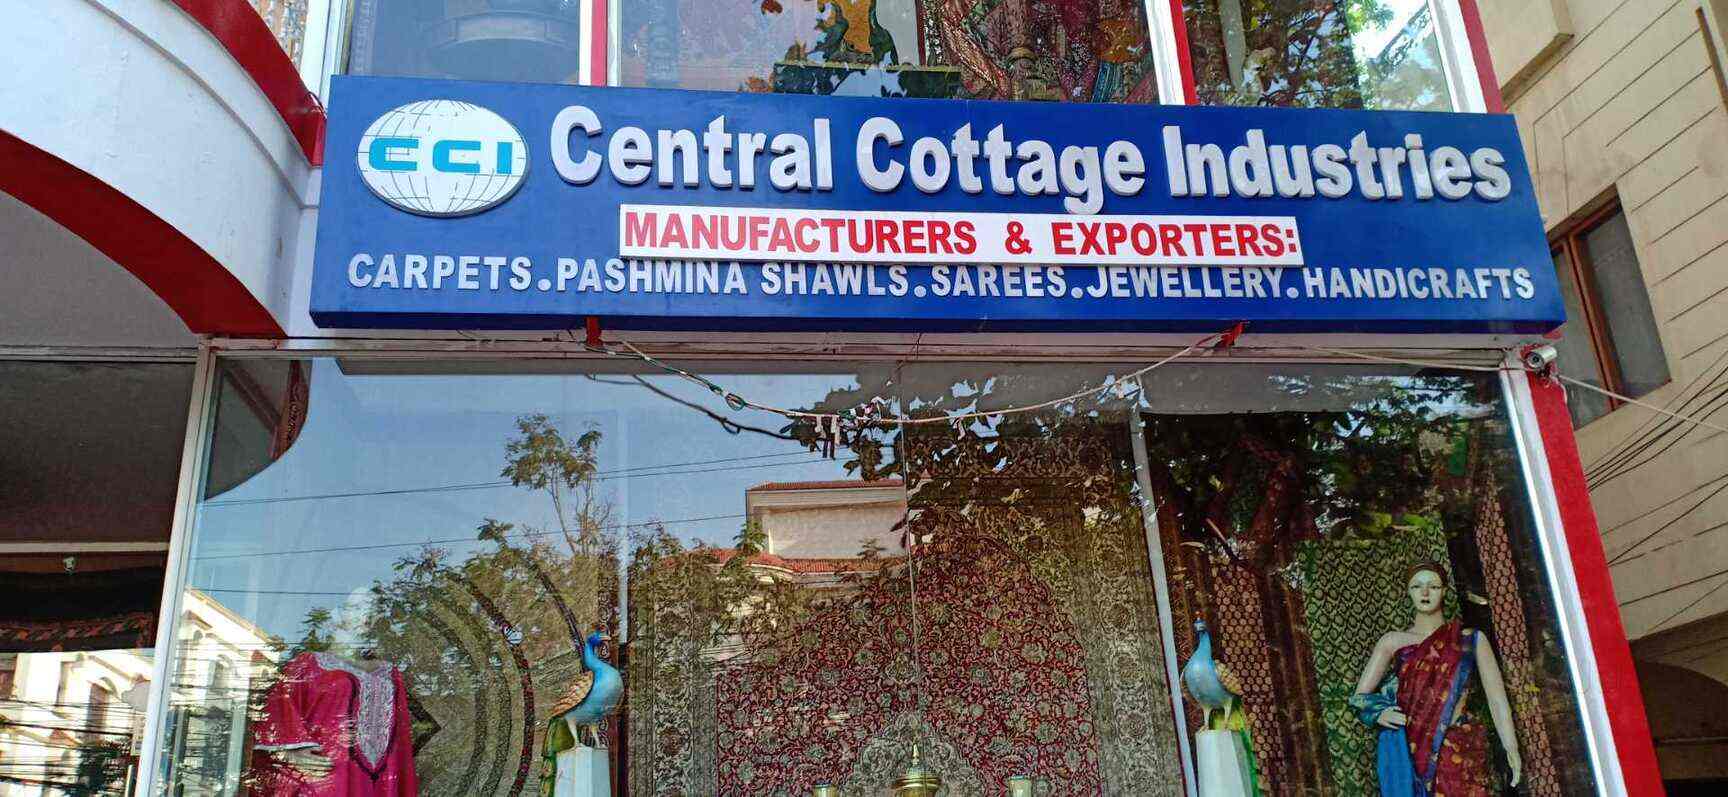 CCI
Central Cottage Industries
MANUFACTURERS & EXPORTERS:
CARPETS.PASHMINA SHAWLS.SAREES.JEWELLERY.HANDICRAFTS